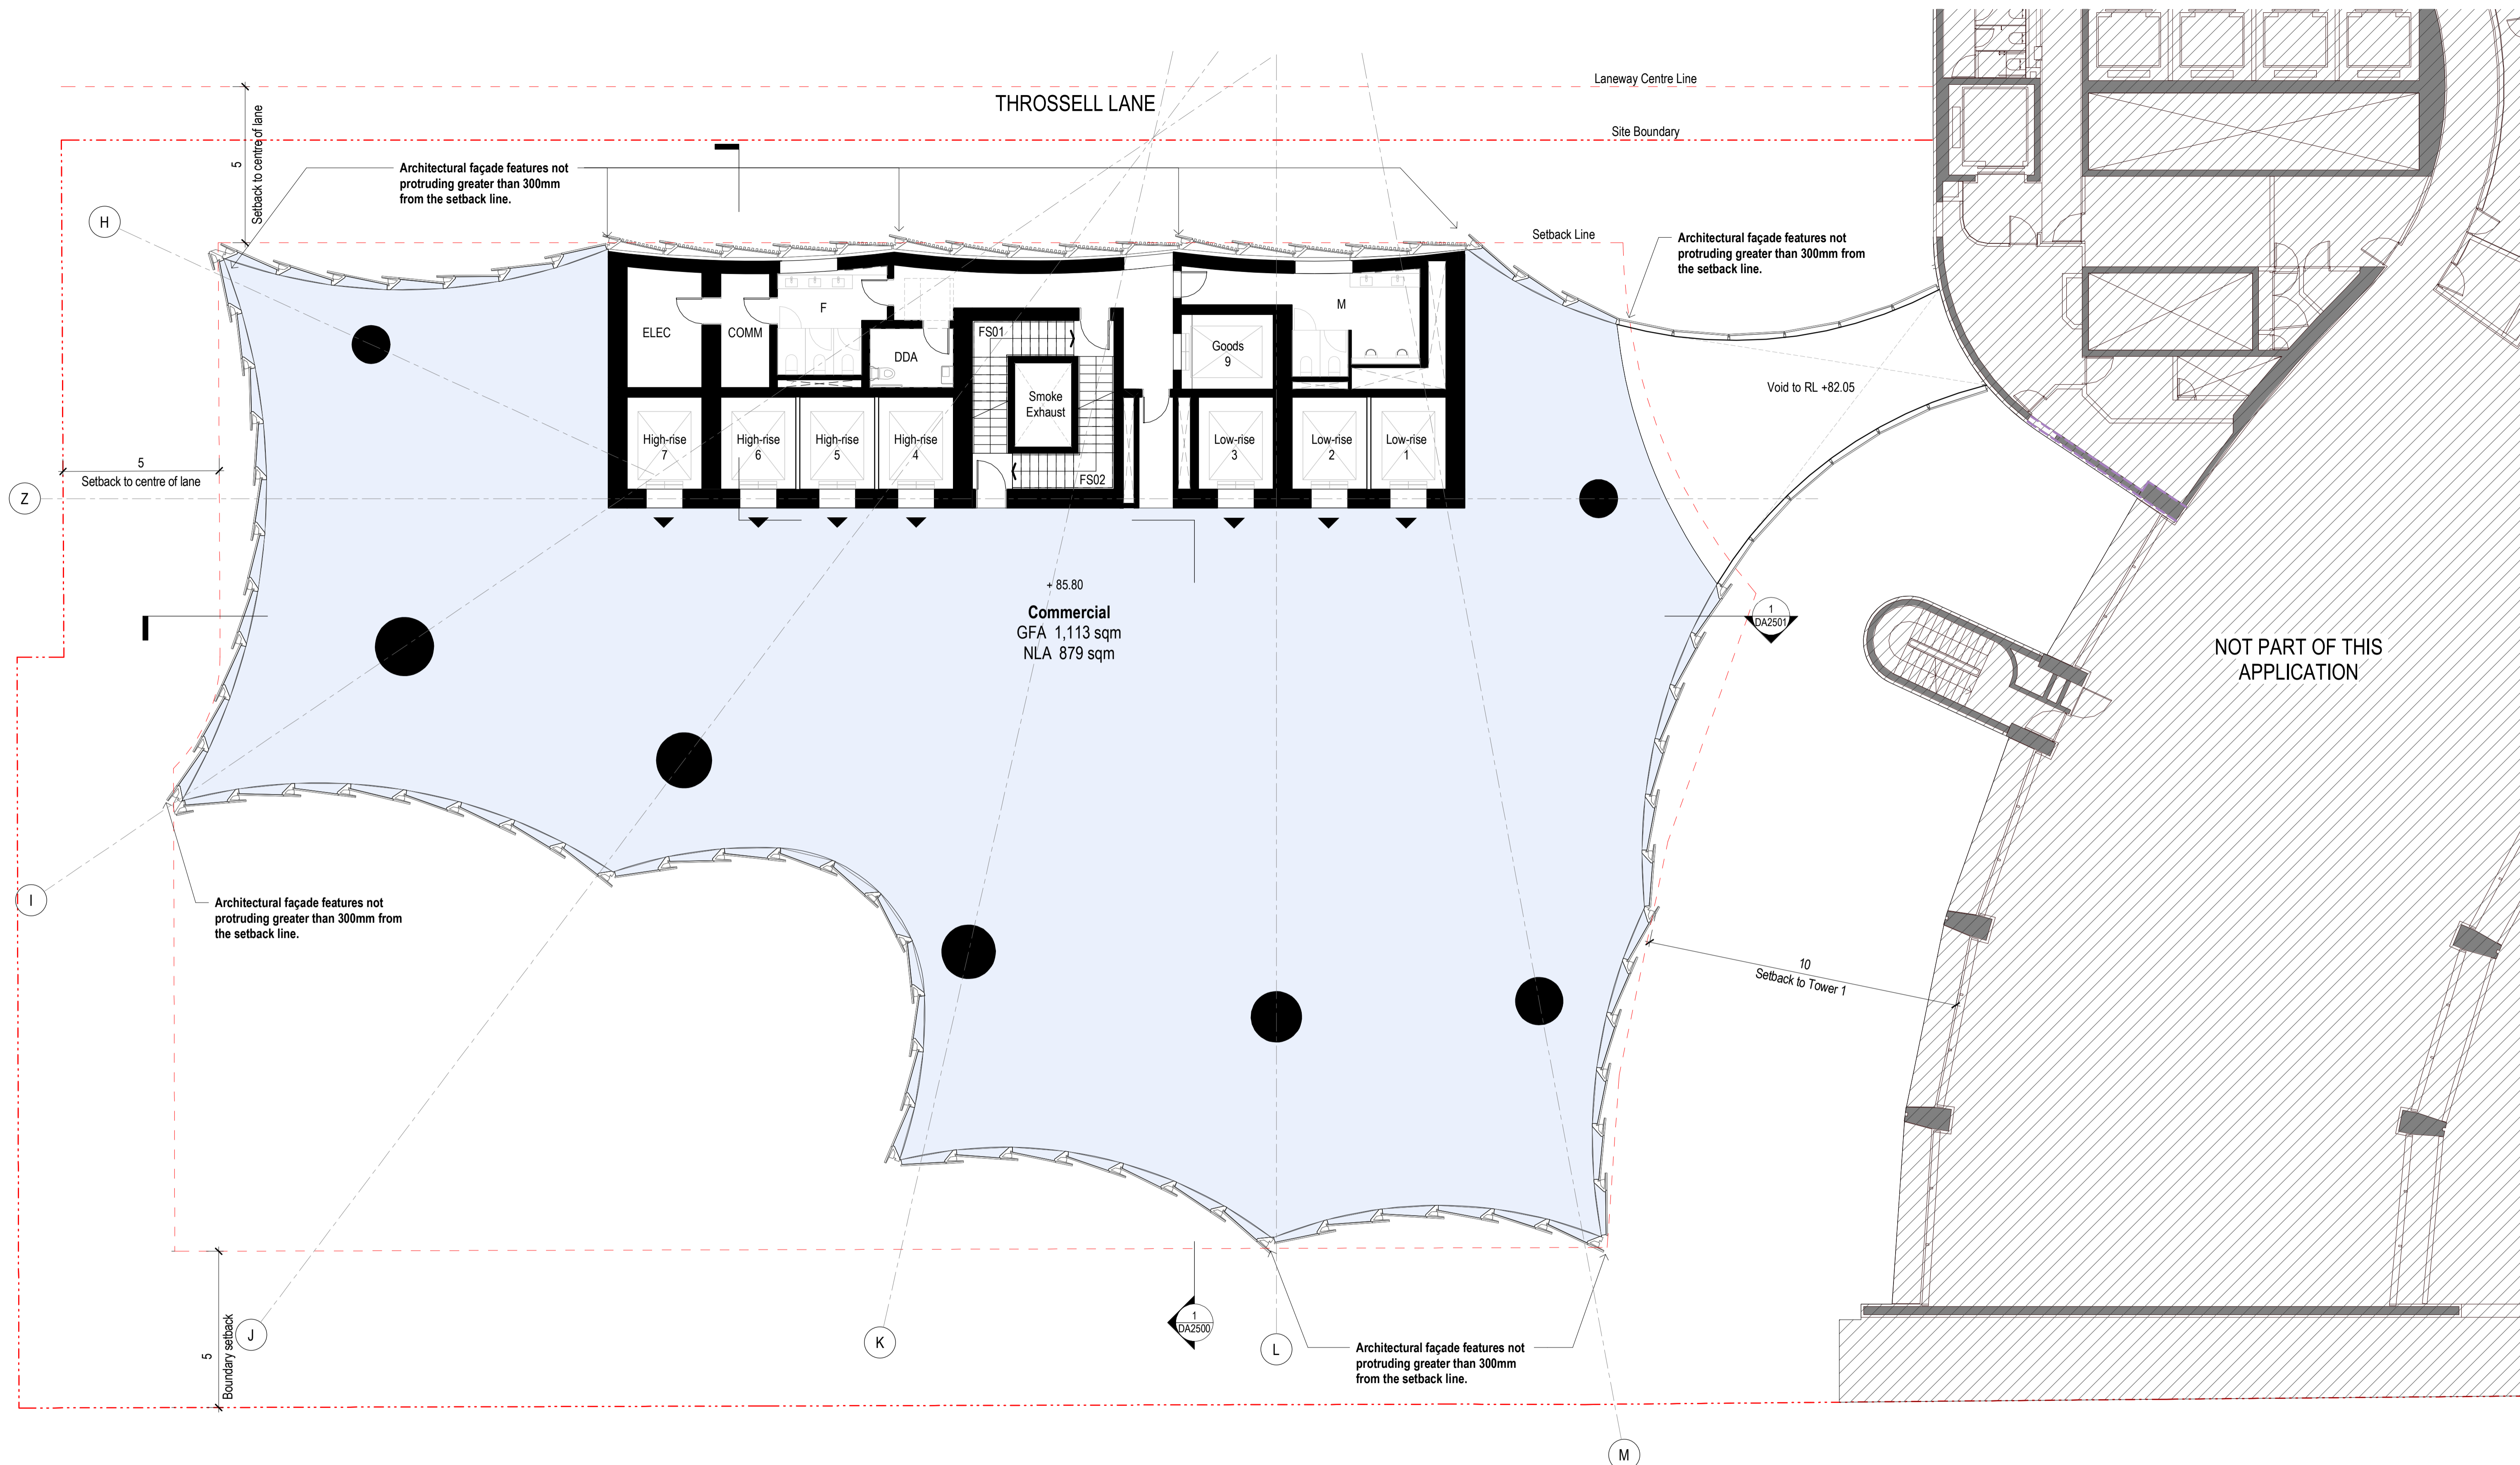 Laneway Centre Line
THROSSELL LANE
Site Boundary
5
Setback to centre of lane
Architectural façade features not
protruding greater than 300mm
from the setback line.
H
Setback Line
Architectural façade features not
protruding greater than 300mm from
the setback line.
ELEC
COMM
F
DDA
FS01
Smoke
Exhaust
FS02
Goods
9
M
Void to RL +82.05
High-rise
7
High-rise
6
High-rise
5
High-rise
4
Low-rise
3
Low-rise
2
Low-rise
1
5
Setback to centre of lane
Z
+ 85.80
Commercial
GFA 1,113 sqm
NLA 879 sqm
1
DA2501
NOT PART OF THIS
APPLICATION
I
Architectural façade features not
protruding greater than 300mm from
the setback line.
10
Setback to Tower 1
5
Boundary setback
J
K
1
DA2500
L
Architectural façade features not
protruding greater than 300mm
from the setback line.
M